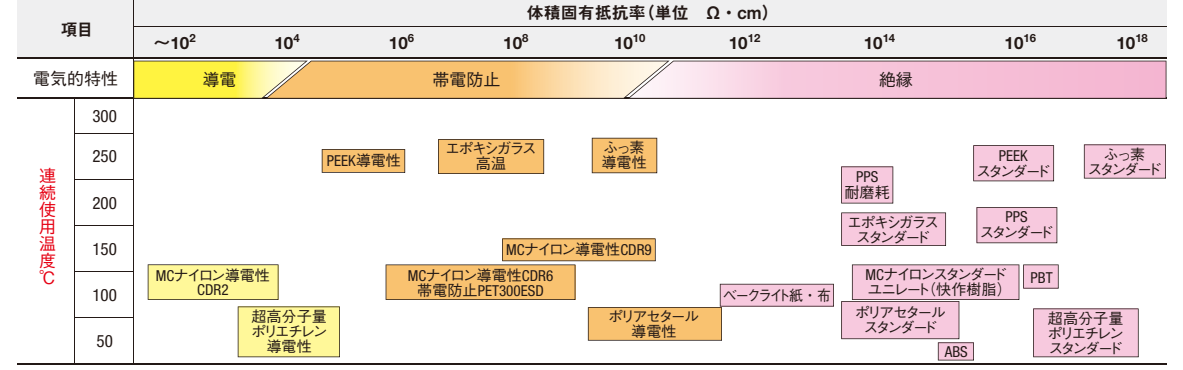 項目
体積固有抵抗率(単位　Ω・cm)
～10²
10⁴
10⁶
10⁸
10¹⁰
10¹²
10¹⁴
10¹⁶
10¹⁸
電気的特性
導電
帯電防止
絶縁
連続使用温度℃
300
250
200
150
100
50
PEEK導電性
エポキシガラス
高温
ふっ素
導電性
PEEK
スタンダード
ふっ素
スタンダード
PPS
耐磨耗
エポキシガラス
スタンダード
PPS
スタンダード
MCナイロン導電性CDR9
MCナイロン導電性
CDR2
MCナイロン導電性CDR6
帯電防止PET300ESD
ベークライト紙・布
MCナイロンスタンダード
ユニレート(快作樹脂)
PBT
超高分子量
ポリエチレン
導電性
ポリアセタール
導電性
ポリアセタール
スタンダード
ABS
超高分子量
ポリエチレン
スタンダード